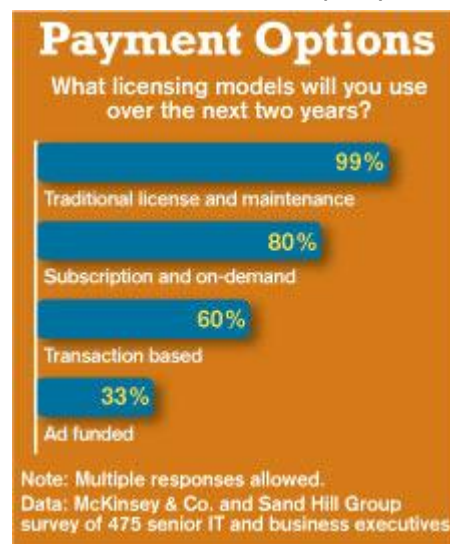 Payment Options
What licensing models will you use
over the next two years?
99%
Traditional license and maintenance
80%
Subscription and on-demand
60%
Transaction based
33%
Ad funded
Note: Multiple responses allowed.
Data: McKinsey & Co. and Sand Hill Group
survey of 475 senior IT and business executives